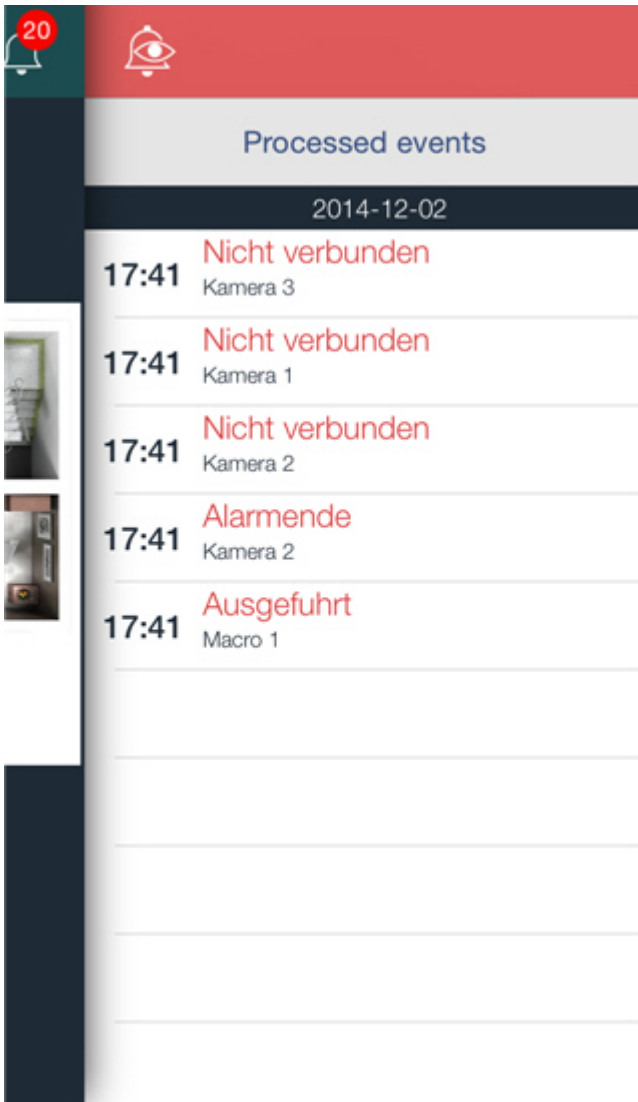 20
Processed events
2014-12-02
17:41 Nicht verbunden
Kamera 3
17:41 Nicht verbunden
Kamera 1
17:41 Nicht verbunden
Kamera 2
17:41 Alarmende
Kamera 2
17:41 Ausgefuhrt
Macro 1